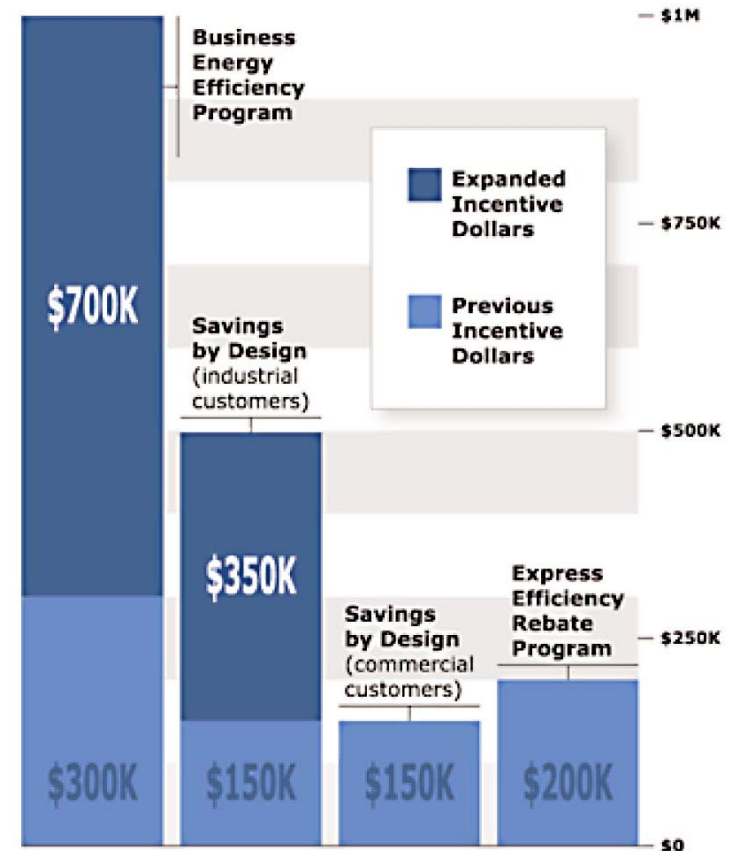 $1M
Business
Energy
Efficiency
Program
Expanded
Incentive
Dollars
$750K
Previous
Incentive
Dollars
$700K
Savings
by Design
(industrial
customers)
$500K
$350K
Express
Efficiency
Rebate
Program
Savings
by Design
(commercial
customers)
$250K
$300K
$150K
$150K
$200K
$0